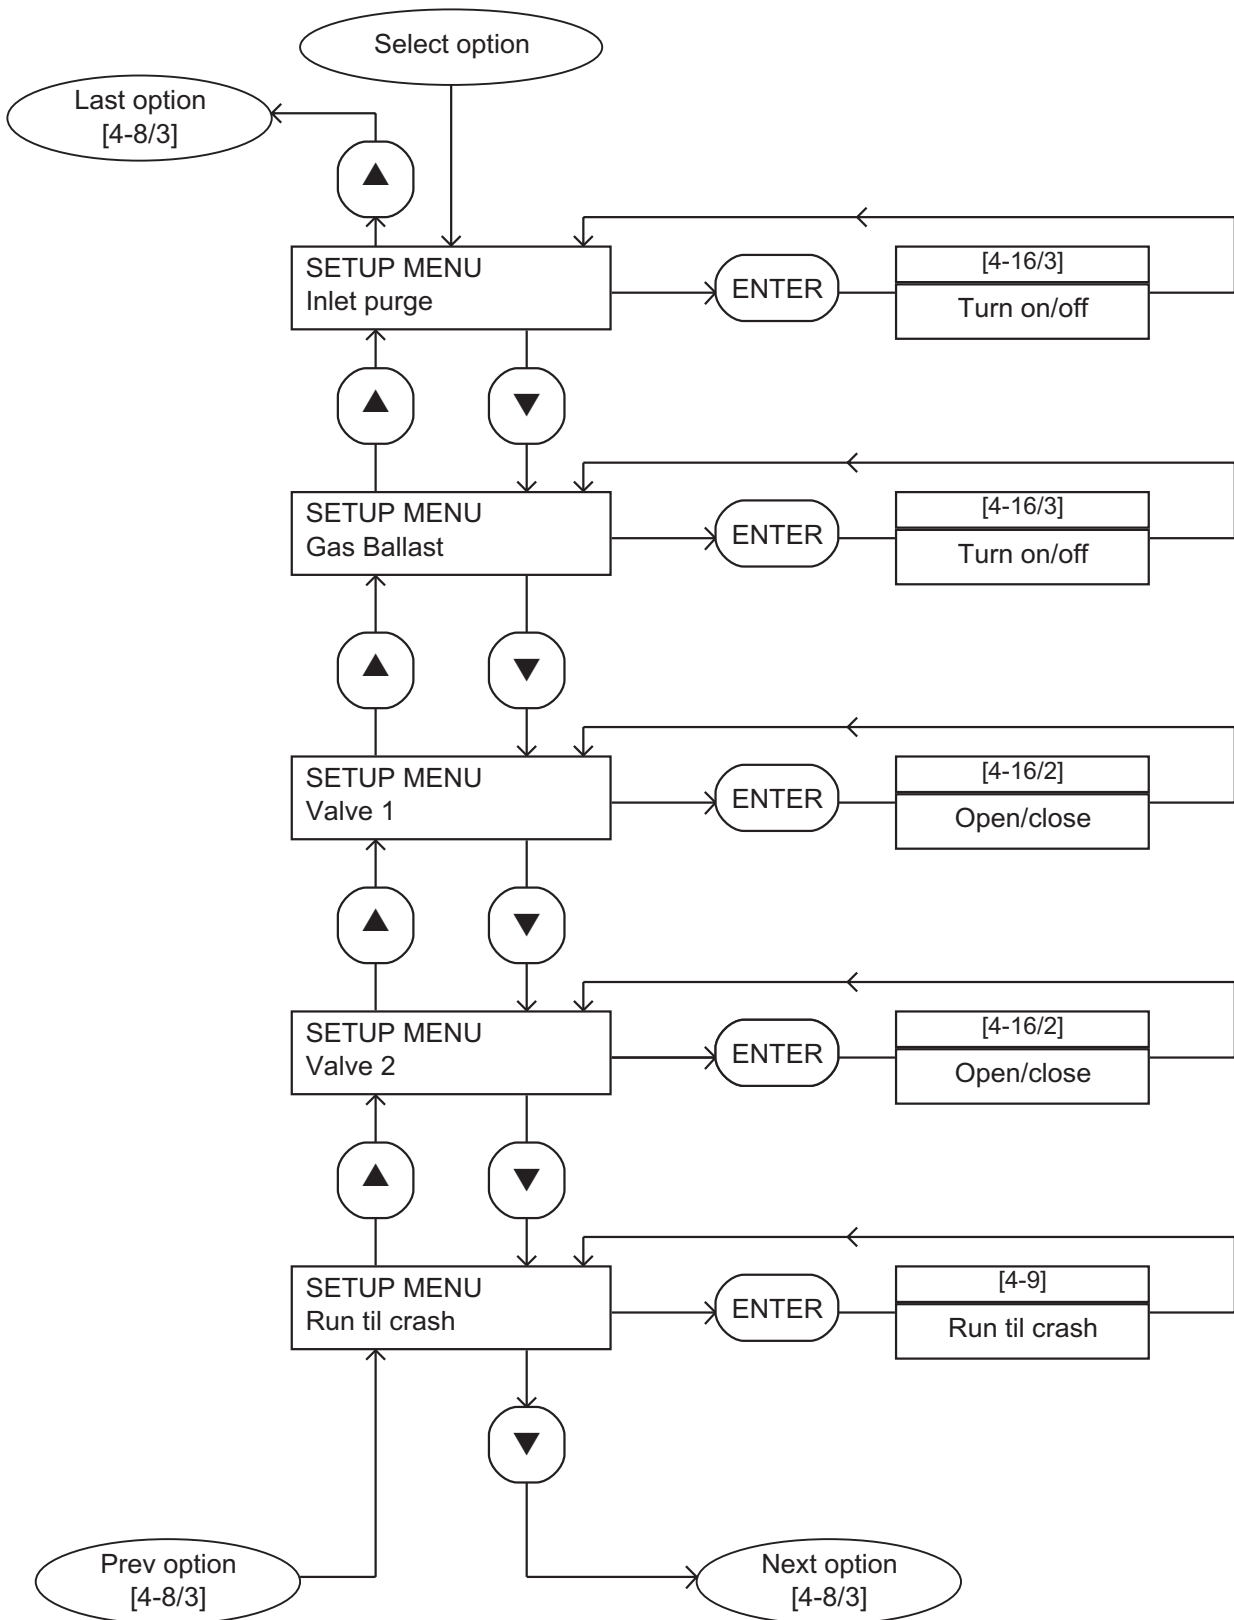 Select option
Last option
[4-8/3]
SETUP MENU
Inlet purge
ENTER
[4-16/3]
Turn on/off
SETUP MENU
Gas Ballast
ENTER
[4-16/3]
Turn on/off
SETUP MENU
Valve 1
ENTER
[4-16/2]
Open/close
SETUP MENU
Valve 2
ENTER
[4-16/2]
Open/close
SETUP MENU
Run til crash
ENTER
[4-9]
Run til crash
Prev option
[4-8/3]
Next option
[4-8/3]